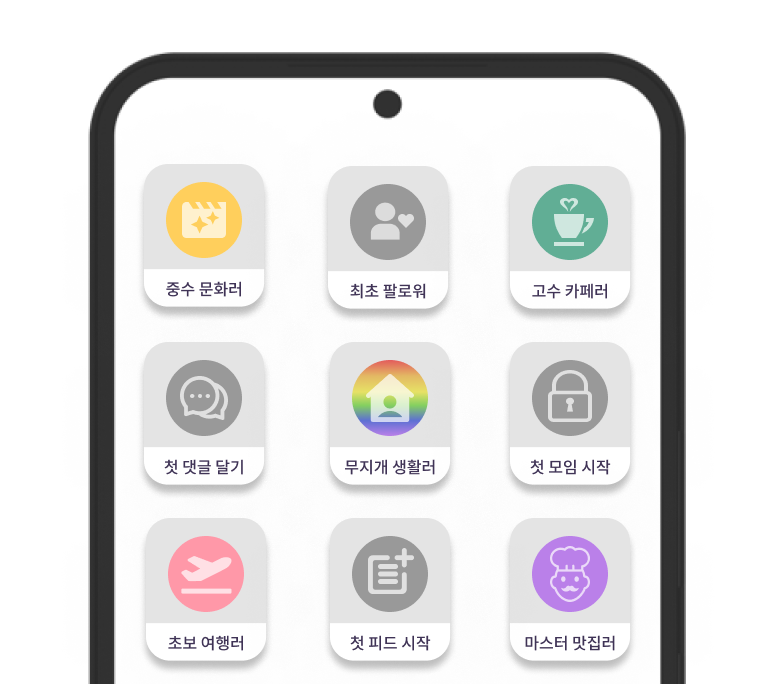 중수 문화러
최초 팔로워
고수 카페러
첫 댓글 달기
무지개 생활러
첫 모임 시작
초보 여행러
첫 피드 시작
마스터 맛집러